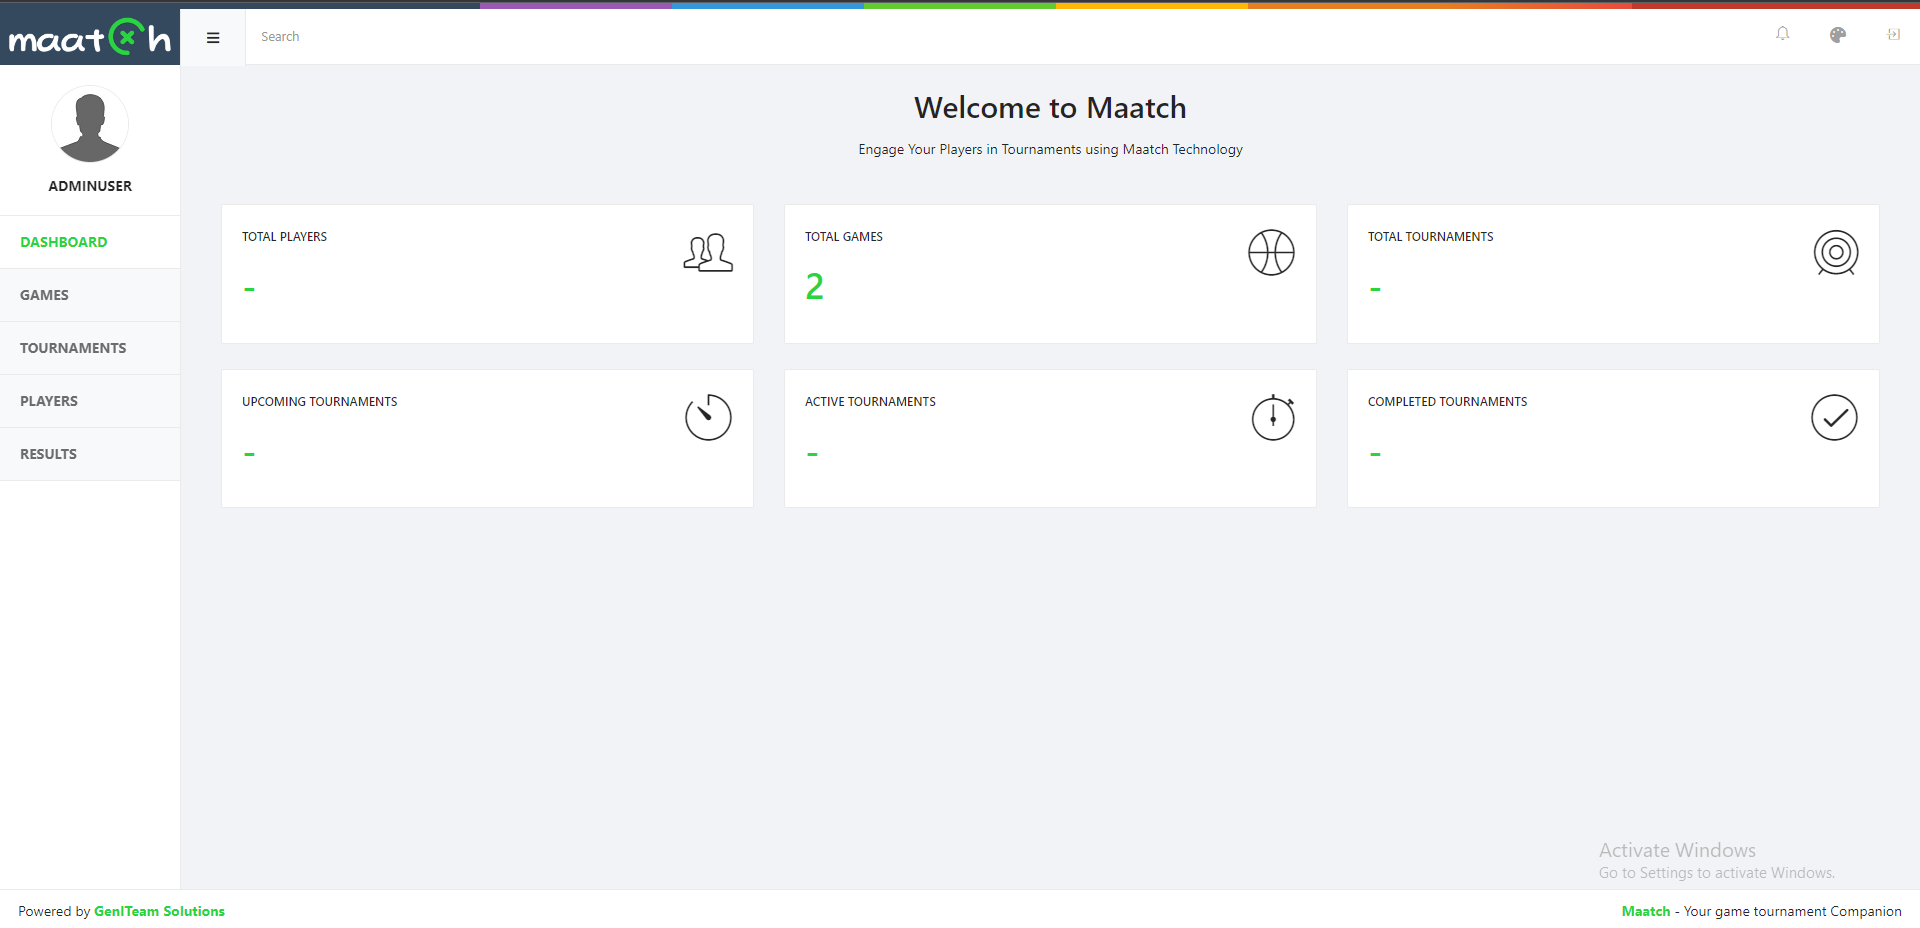 maatch
Search
ADMINUSER
DASHBOARD
GAMES
TOURNAMENTS
PLAYERS
RESULTS
Welcome to Maatch
Engage Your Players in Tournaments using Maatch Technology
TOTAL PLAYERS
-
TOTAL GAMES
2
TOTAL TOURNAMENTS
-
UPCOMING TOURNAMENTS
-
ACTIVE TOURNAMENTS
-
COMPLETED TOURNAMENTS
-
Activate Windows
Go to Settings to activate Windows.
Powered by GenITeam Solutions
Maatch - Your game tournament Companion